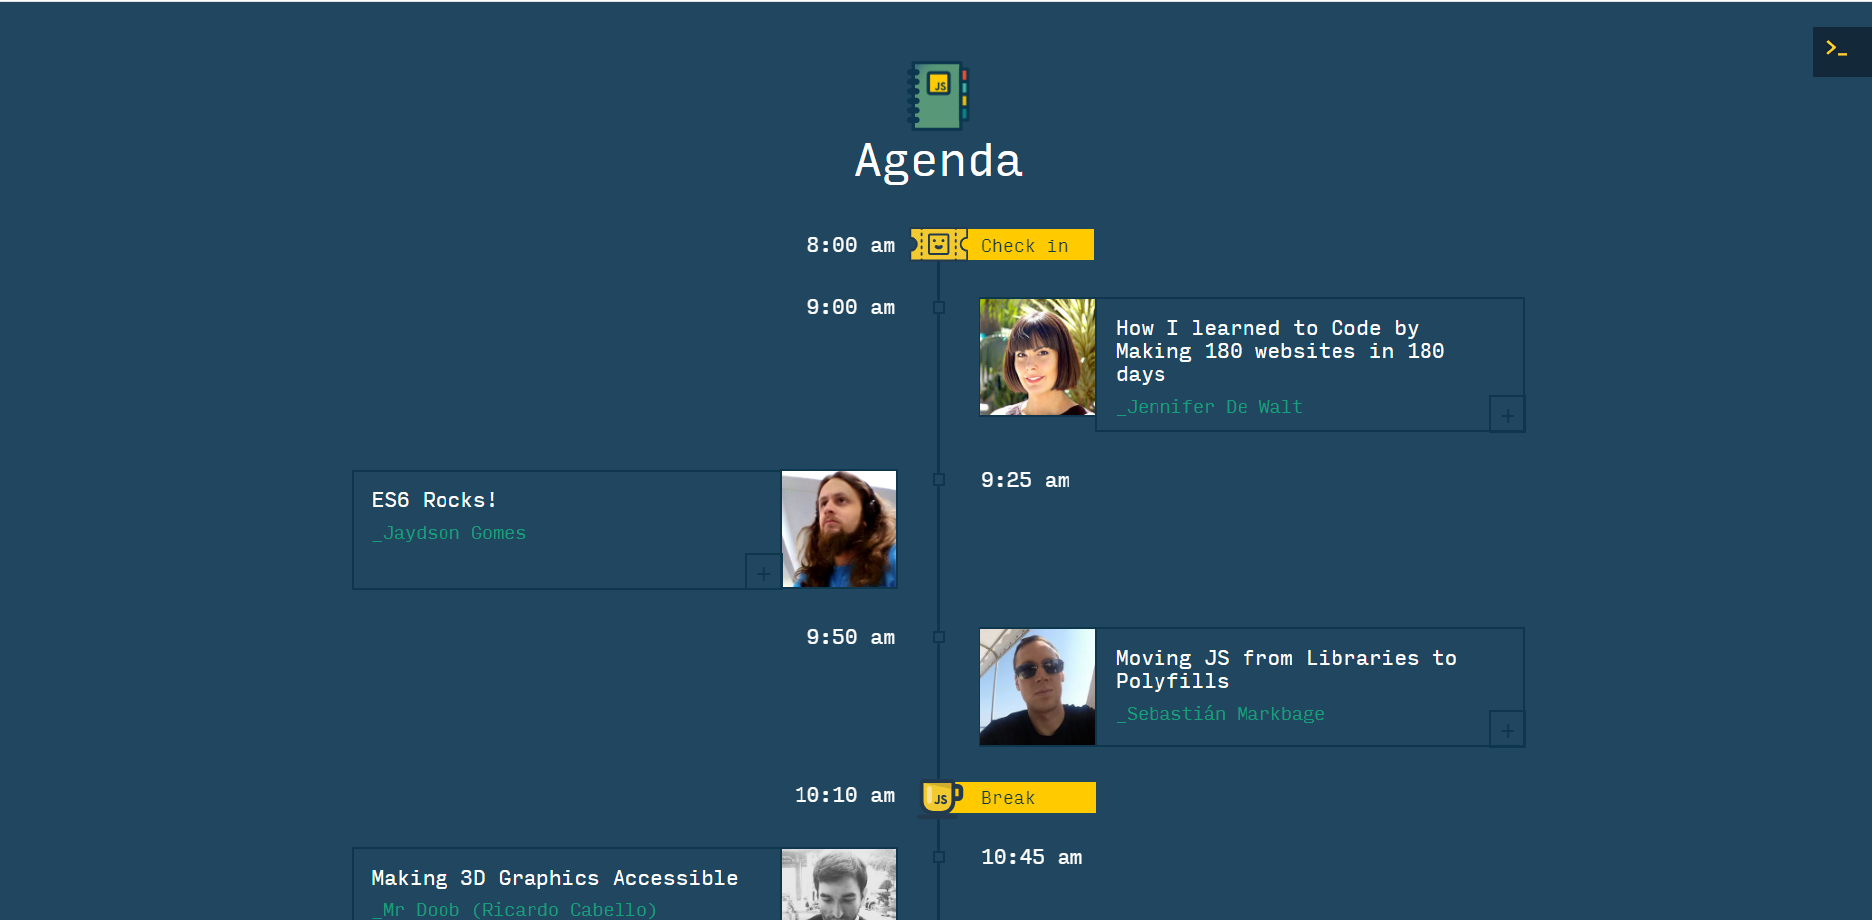 >_
JS
Agenda
8:00 am
Check in
9:00 am
How I learned to Code by
Making 180 websites in 180
days
_Jennifer De Walt
+
9:25 am
ES6 Rocks!
_Jaydson Gomes
+
9:50 am
Moving JS from Libraries to
Polyfills
_Sebastián Markbage
+
10:10 am
JS
Break
10:45 am
Making 3D Graphics Accessible
_Mr Doob (Ricardo Cabello)